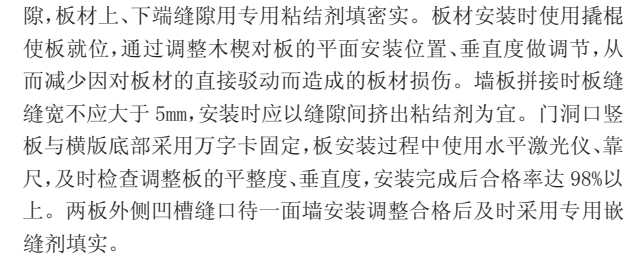 隙,板材上、下端缝隙用专用粘结剂填密实。板材安装时使用撬棍
使板就位,通过调整木楔对板的平面安装位置、垂直度做调节,从
而减少因对板材的直接驳动而造成的板材损伤。墙板拼接时板缝
缝宽不应大于 5mm,安装时应以缝隙间挤出粘结剂为宜。门洞口竖
板与横版底部采用万字卡固定,板安装过程中使用水平激光仪、靠
尺,及时检查调整板的平整度、垂直度,安装完成后合格率达 98%以
上。两板外侧凹槽缝口待一面墙安装调整合格后及时采用专用嵌
缝剂填实。